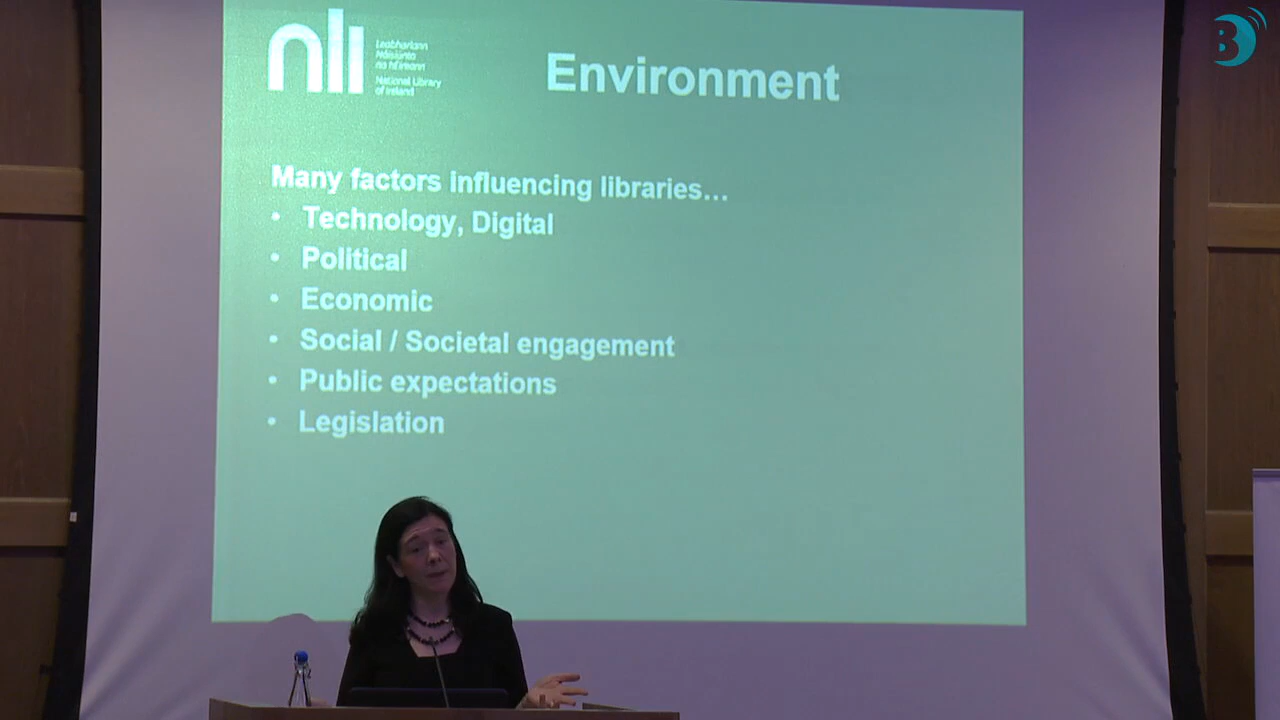 nli
Leabharlann
Náisiúnta
na hÉireann
National Library
of Ireland
Environment
Many factors influencing libraries…
• Technology, Digital
• Political
• Economic
• Social / Societal engagement
• Public expectations
• Legislation
B